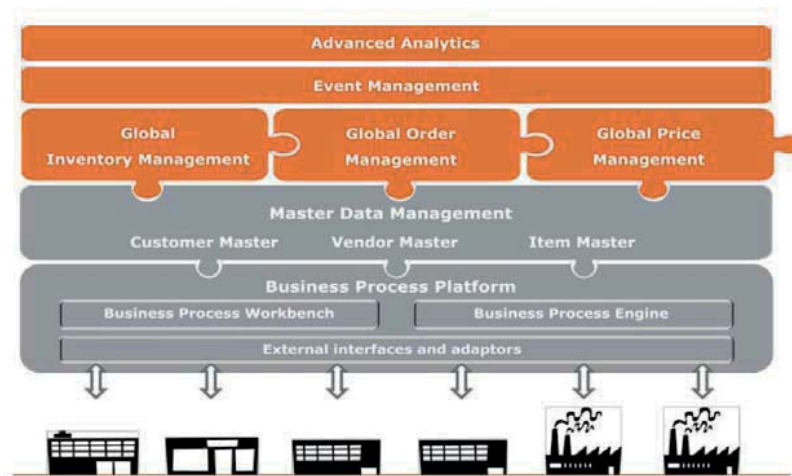 Advanced Analytics
Event Management
Global
Inventory Management
Global Order
Management
Global Price
Management
Master Data Management
Customer Master
Vendor Master
Item Master
Business Process Platform
Business Process Workbench
Business Process Engine
External interfaces and adaptors